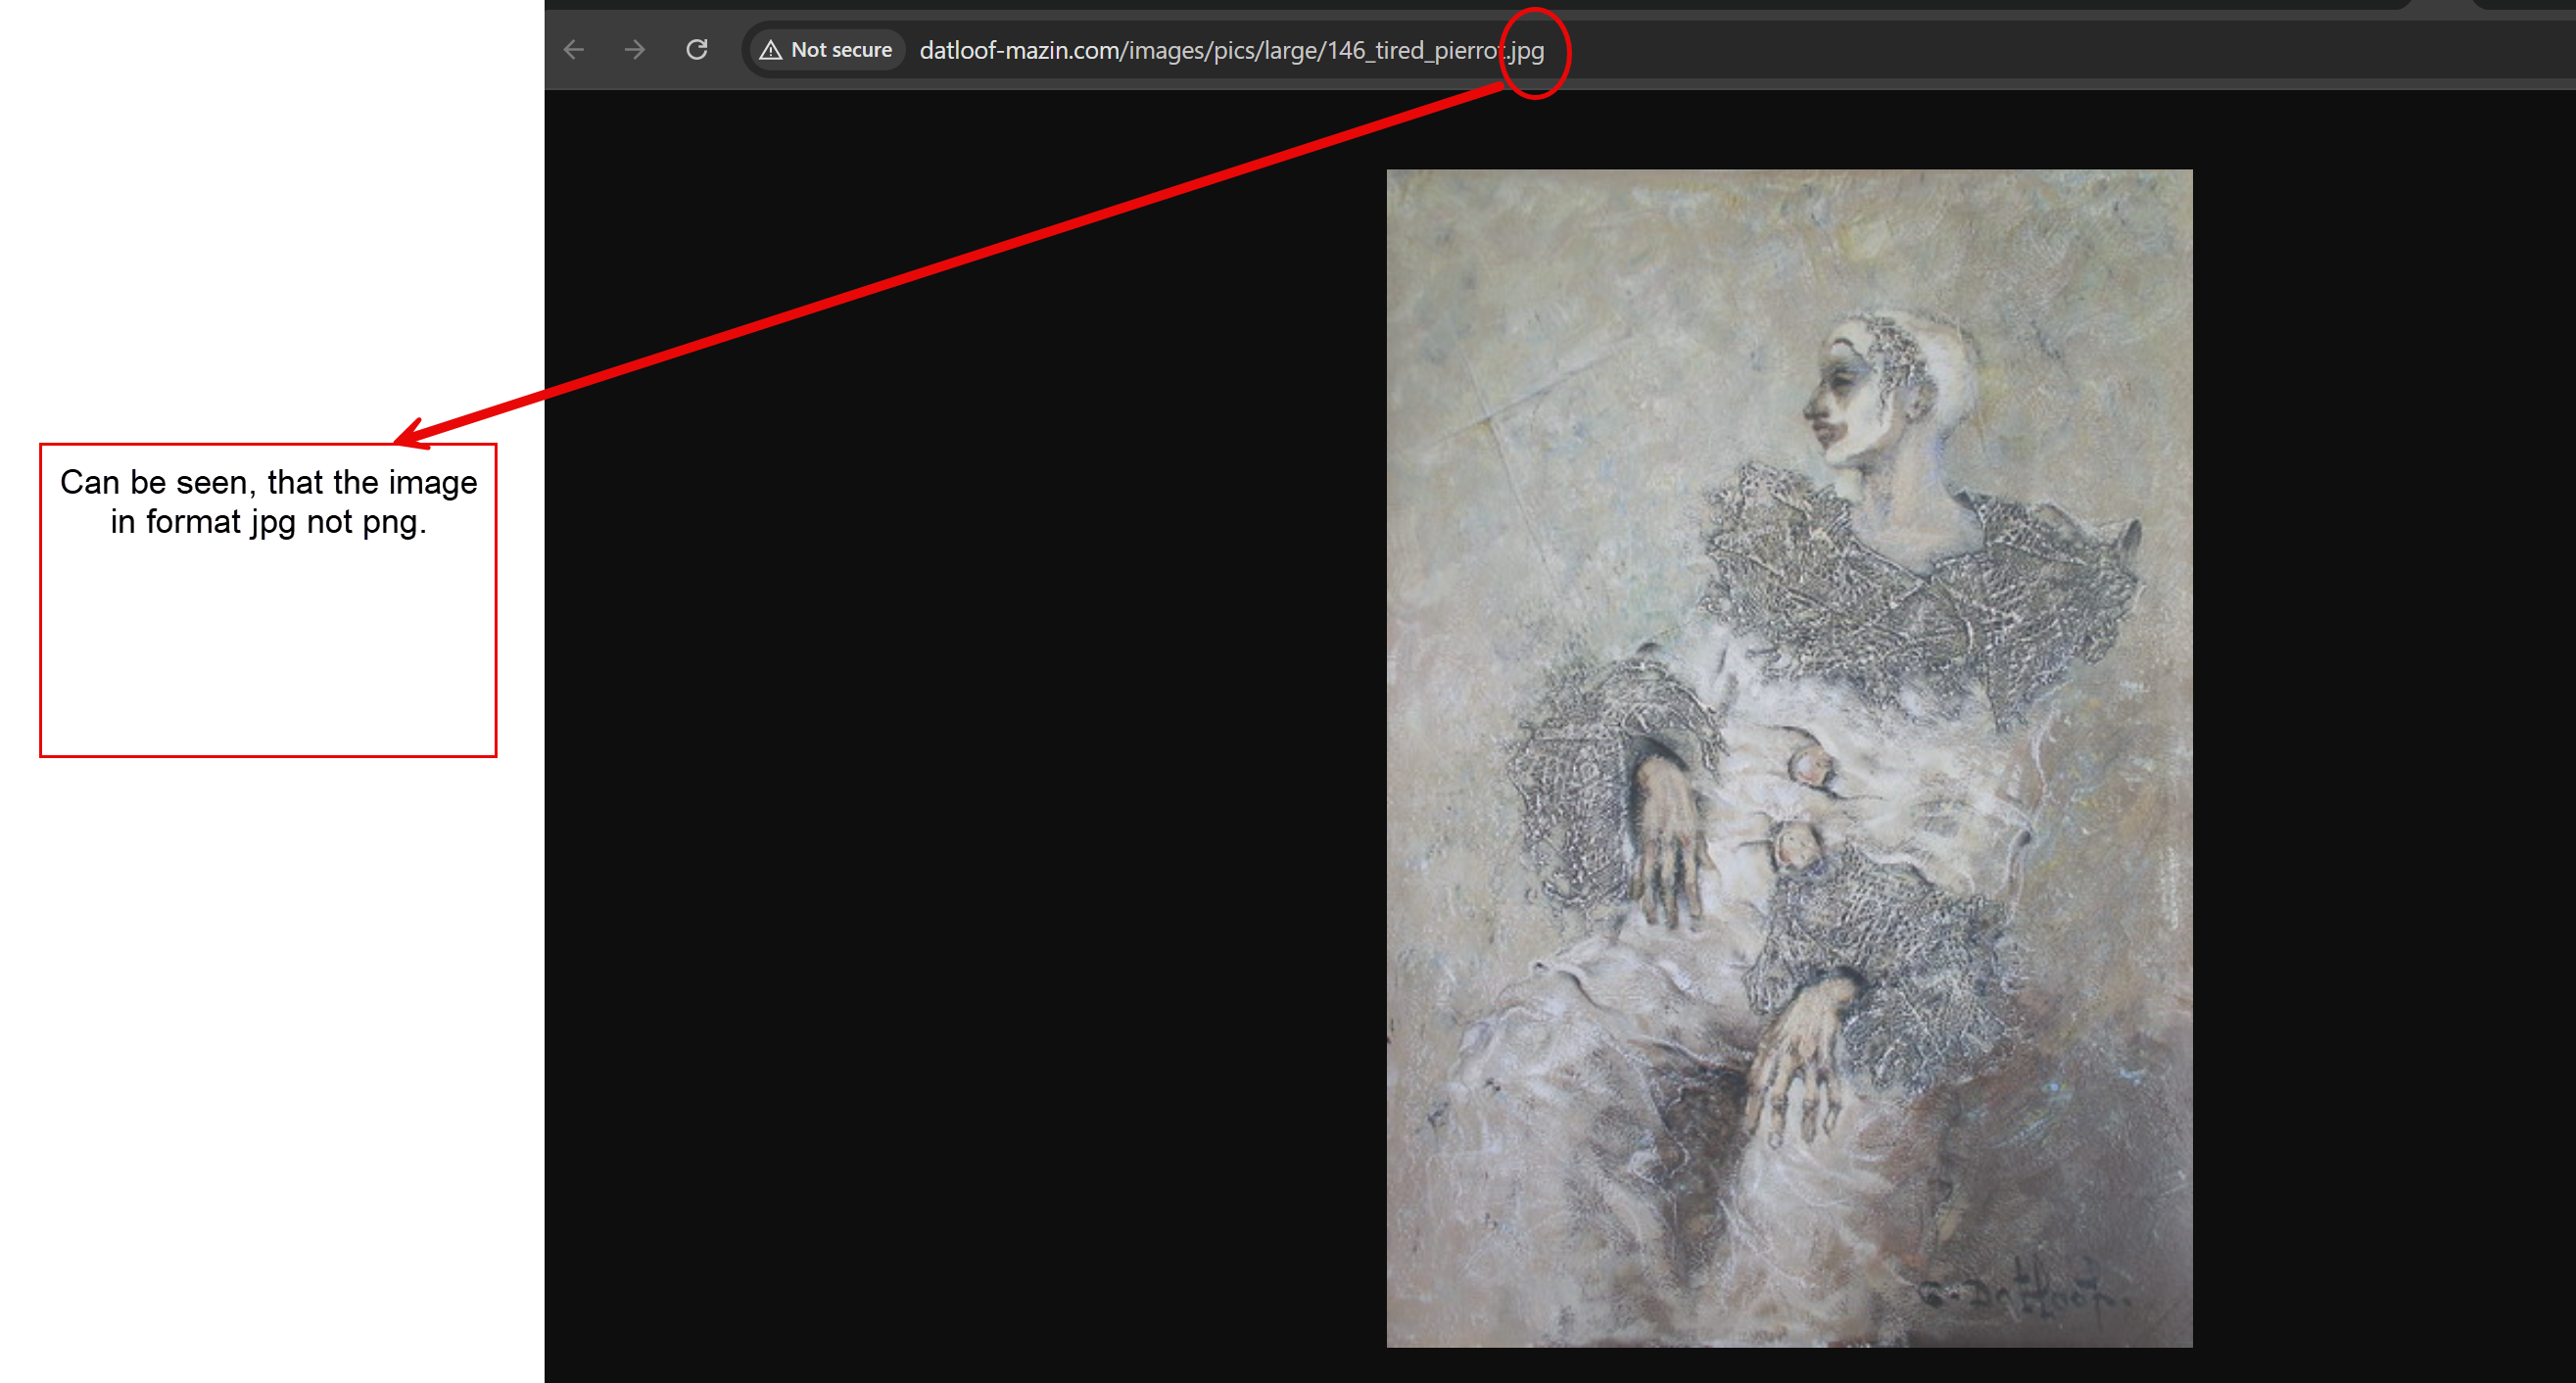 Not secure datloof-mazin.com/images/pics/large/146_tired_pierrot.jpg
Can be seen, that the image
in format jpg not png.